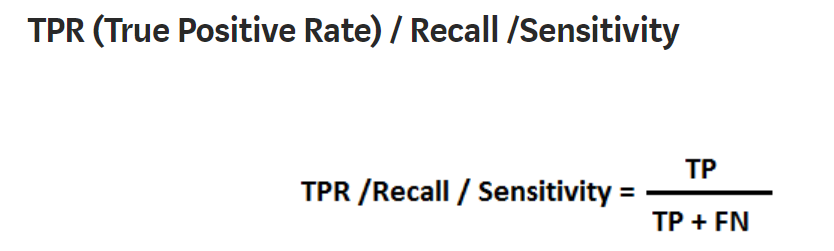 TPR (True Positive Rate) / Recall /Sensitivity
TP
TPR /Recall / Sensitivity =
TP + FN